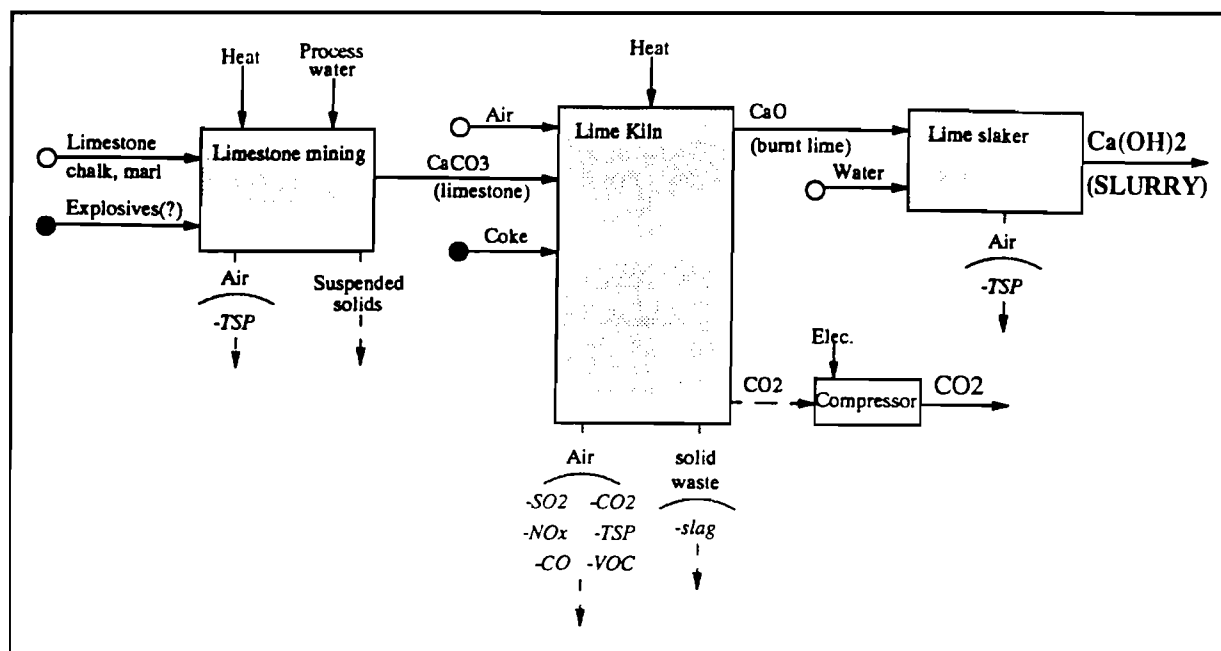 Heat
Process
water
Limestone
chalk, marl
Explosives(?)
Limestone mining
Air
-TSP
Suspended
solids
CaCO3
(limestone)
Air
Coke
Heat
Lime Kiln
CaO
(burnt lime)
Water
Lime slaker
Ca(OH)2
(SLURRY)
Air
-TSP
CO2
Elec.
Compressor
CO2
Air
-SO2 -CO2
-NOx -TSP
-CO -VOC
solid
waste
-slag